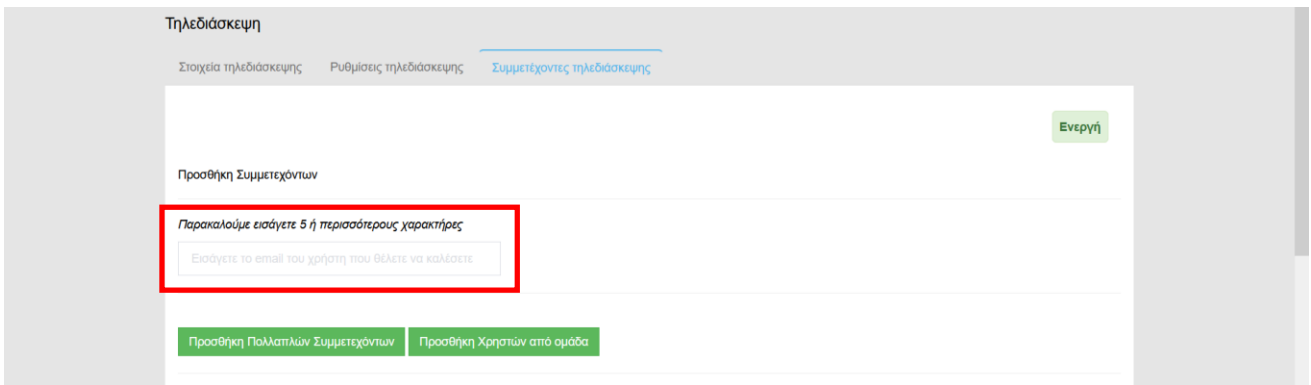 Τηλεδιάσκεψη
Στοιχεία τηλεδιάσκεψης Ρυθμίσεις τηλεδιάσκεψης Συμμετέχοντες τηλεδιάσκεψης
Ενεργή
Προσθήκη Συμμετεχόντων
Παρακαλούμε εισάγετε 5 ή περισσότερους χαρακτήρες
Εισάγετε το email του χρήστη που θέλετε να καλέσετε
Προσθήκη Πολλαπλών Συμμετεχόντων Προσθήκη Χρηστών από ομάδα